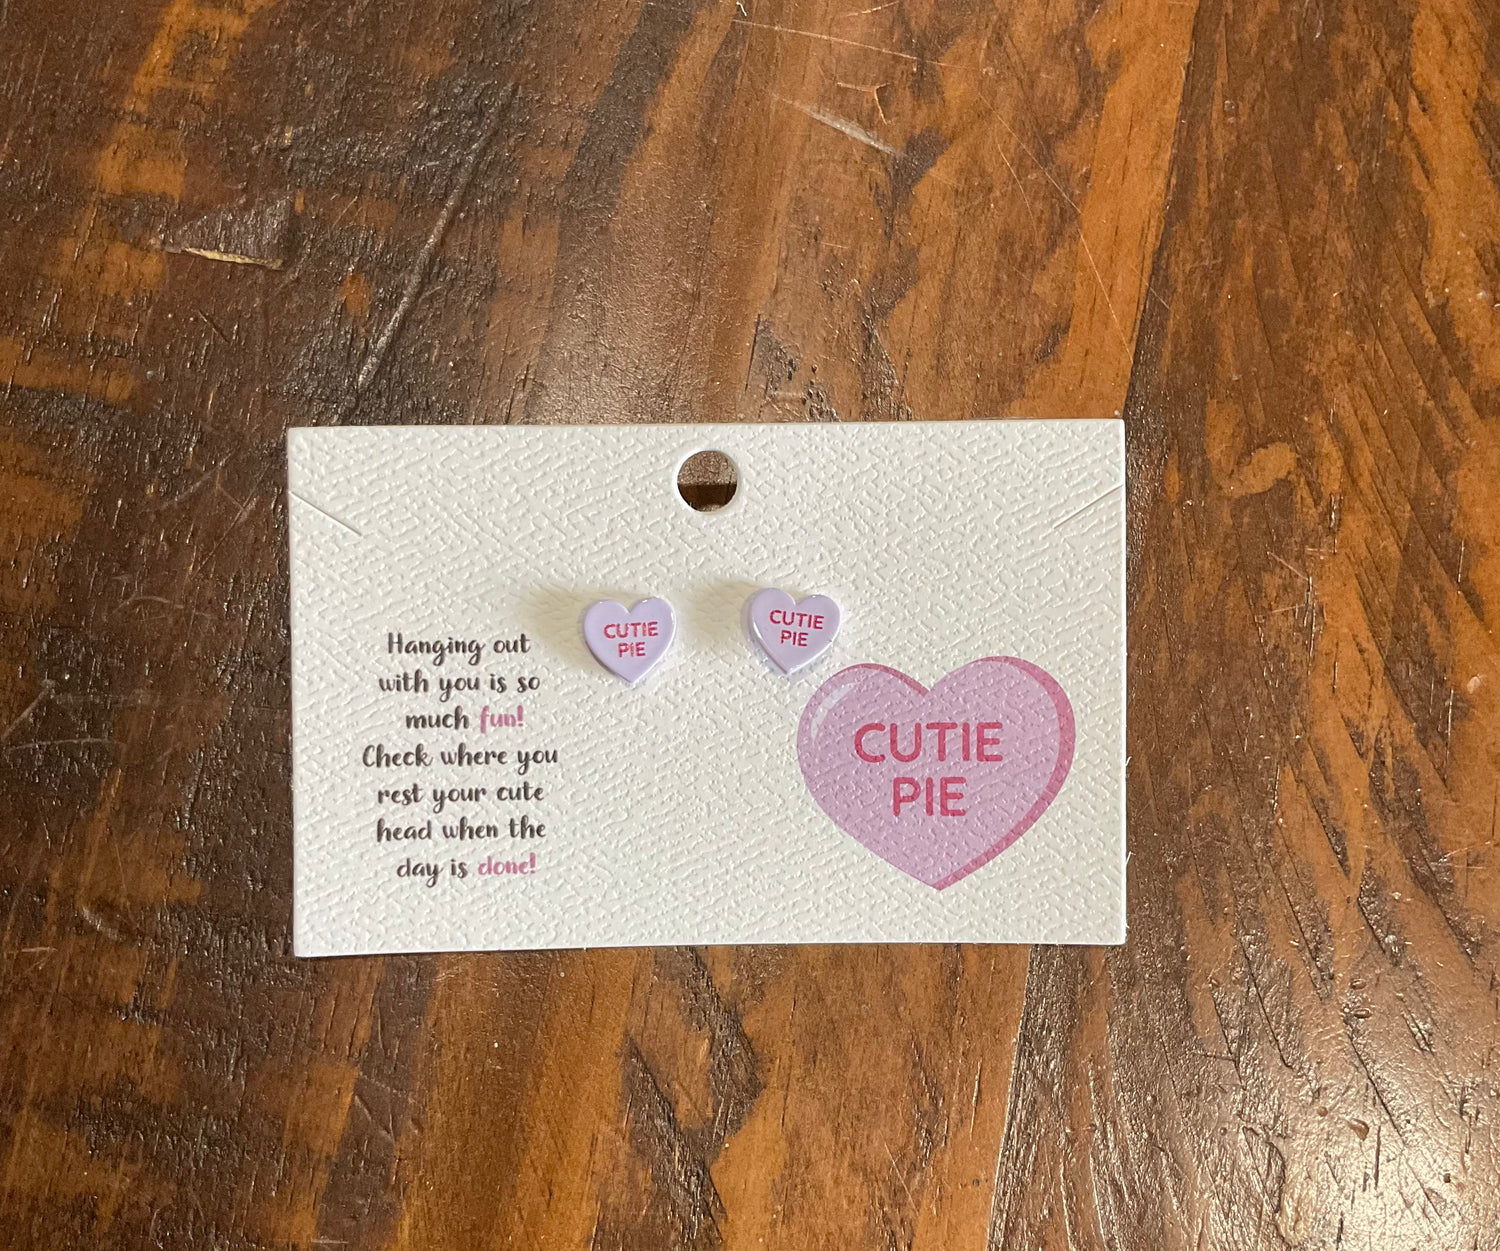 Hanging out
with you is so
much fun!
Check where you
rest your cute
head when the
day is done!
CUTIE
PIE
CUTIE
PIE
CUTIE
PIE